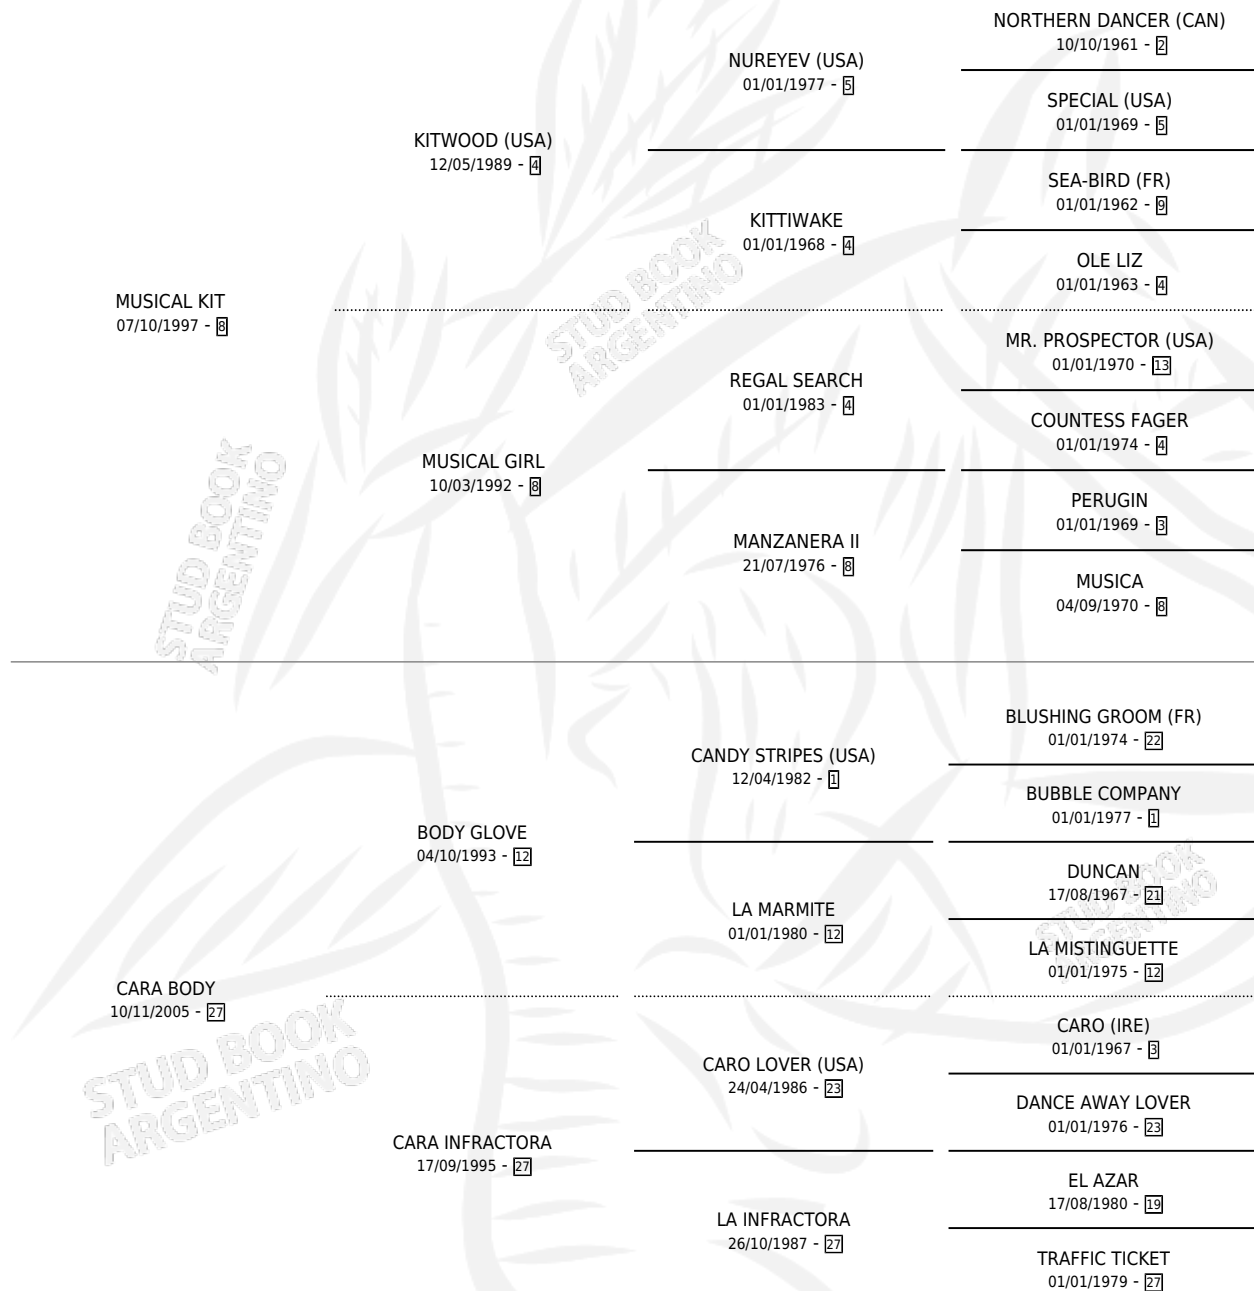 NORTHERN DANCER (CAN)
10/10/1961 - 2
NUREYEV (USA)
01/01/1977 - 5
SPECIAL (USA)
01/01/1969 - 5
KITWOOD (USA)
12/05/1989 - 4
SEA-BIRD (FR)
01/01/1962 - 9
KITTIWAKE
01/01/1968 - 4
OLE LIZ
01/01/1963 - 4
MUSICAL KIT
07/10/1997 - 8
MR. PROSPECTOR (USA)
01/01/1970 - 13
REGAL SEARCH
01/01/1983 - 4
COUNTESS FAGER
01/01/1974 - 4
MUSICAL GIRL
10/03/1992 - 8
PERUGIN
01/01/1969 - 3
MANZANERA II
21/07/1976 - 8
MUSICA
04/09/1970 - 8
STUD BOOK
ARGENTINO
STUD BOOK
ARGENTINO
BLUSHING GROOM (FR)
01/01/1974 - 22
CANDY STRIPES (USA)
12/04/1982 - 1
BUBBLE COMPANY
01/01/1977 - 1
BODY GLOVE
04/10/1993 - 12
DUNCAN
17/08/1967 - 21
LA MARMITE
01/01/1980 - 12
LA MISTINGUETTE
01/01/1975 - 12
STUD BOOK
ARGENTINO
CARA BODY
10/11/2005 - 27
CARO (IRE)
01/01/1967 - 3
CARO LOVER (USA)
24/04/1986 - 23
DANCE AWAY LOVER
01/01/1976 - 23
CARA INFRACTORA
17/09/1995 - 27
EL AZAR
17/08/1980 - 19
LA INFRACTORA
26/10/1987 - 27
TRAFFIC TICKET
01/01/1979 - 27
STUD BOOK
ARGENTINO